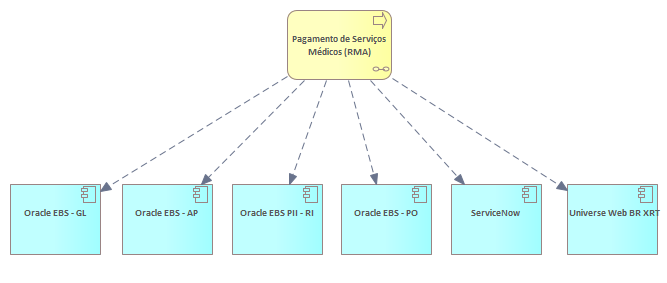 Pagamento de Serviços
Médicos (RMA)
Oracle EBS - GL
Oracle EBS - AP
Oracle EBS PII - RI
Oracle EBS - PO
ServiceNow
Universe Web BR XRT